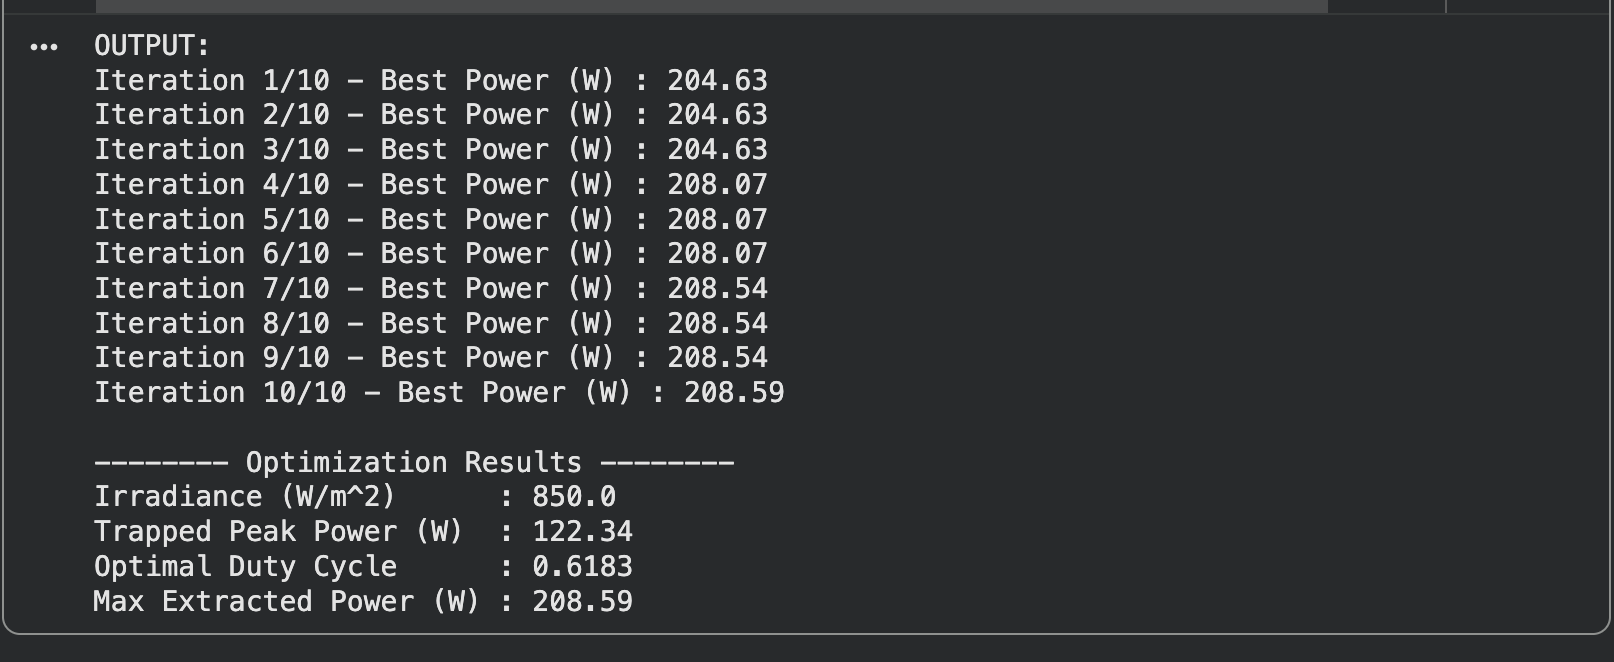 OUTPUT:
Iteration 1/10 – Best Power (W) : 204.63
Iteration 2/10 – Best Power (W) : 204.63
Iteration 3/10 – Best Power (W) : 204.63
Iteration 4/10 – Best Power (W) : 208.07
Iteration 5/10 – Best Power (W) : 208.07
Iteration 6/10 – Best Power (W) : 208.07
Iteration 7/10 – Best Power (W) : 208.54
Iteration 8/10 – Best Power (W) : 208.54
Iteration 9/10 – Best Power (W) : 208.54
Iteration 10/10 – Best Power (W) : 208.59
-------- Optimization Results --------
Irradiance (W/m^2)      : 850.0
Trapped Peak Power (W)  : 122.34
Optimal Duty Cycle      : 0.6183
Max Extracted Power (W) : 208.59